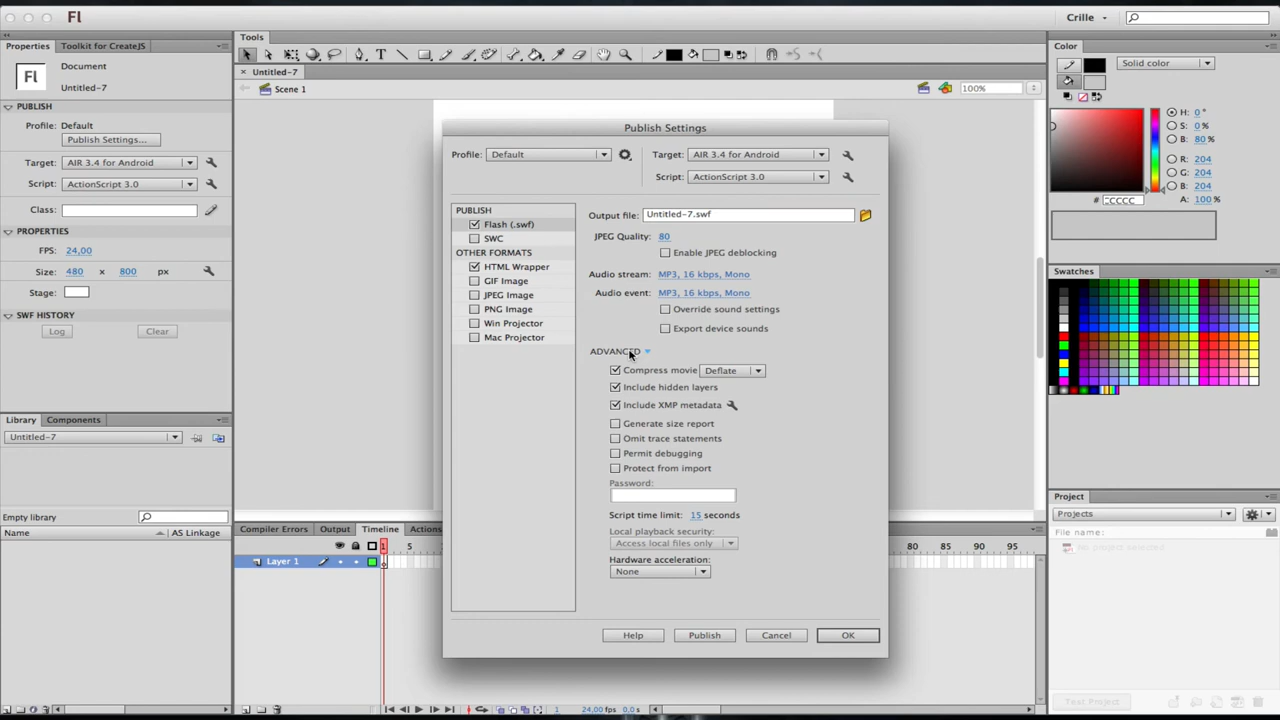 Fl
Crille
Properties
Toolkit for CreateJS
Fl
Document
Untitled-7
PUBLISH
Profile: Default
Publish Settings...
Target: AIR 3.4 for Android
Script: ActionScript 3.0
Class:
PROPERTIES
FPS: 24,00
Size: 480 x 800 px
Stage:
SWF HISTORY
Log
Clear
Library
Components
Untitled-7
Empty library
Name
AS Linkage
Tools
Untitled-7
Scene 1
100%
Publish Settings
Profile: Default
Target: AIR 3.4 for Android
Script: ActionScript 3.0
PUBLISH
Flash (.swf)
SWC
OTHER FORMATS
HTML Wrapper
GIF Image
JPEG Image
PNG Image
Win Projector
Mac Projector
Output file: Untitled-7.swf
JPEG Quality: 80
Enable JPEG deblocking
Audio stream: MP3, 16 kbps, Mono
Audio event: MP3, 16 kbps, Mono
Override sound settings
Export device sounds
ADVANCED
Compress movie Deflate
Include hidden layers
Include XMP metadata
Generate size report
Omit trace statements
Permit debugging
Protect from import
Password:
Script time limit: 15 seconds
Local playback security:
Access local files only
Hardware acceleration:
None
Help
Publish
Cancel
OK
Compiler Errors
Output
Timeline
Actions
1 5 80 85 90 95
Layer 1
1 24,00 fps 0,0 s
Color
Solid color
H: 0 °
S: 0 %
B: 80 %
R: 204
G: 204
B: 204
# CCCCC
A: 100 %
Swatches
Project
Projects
File name:
No project selected
Test Project